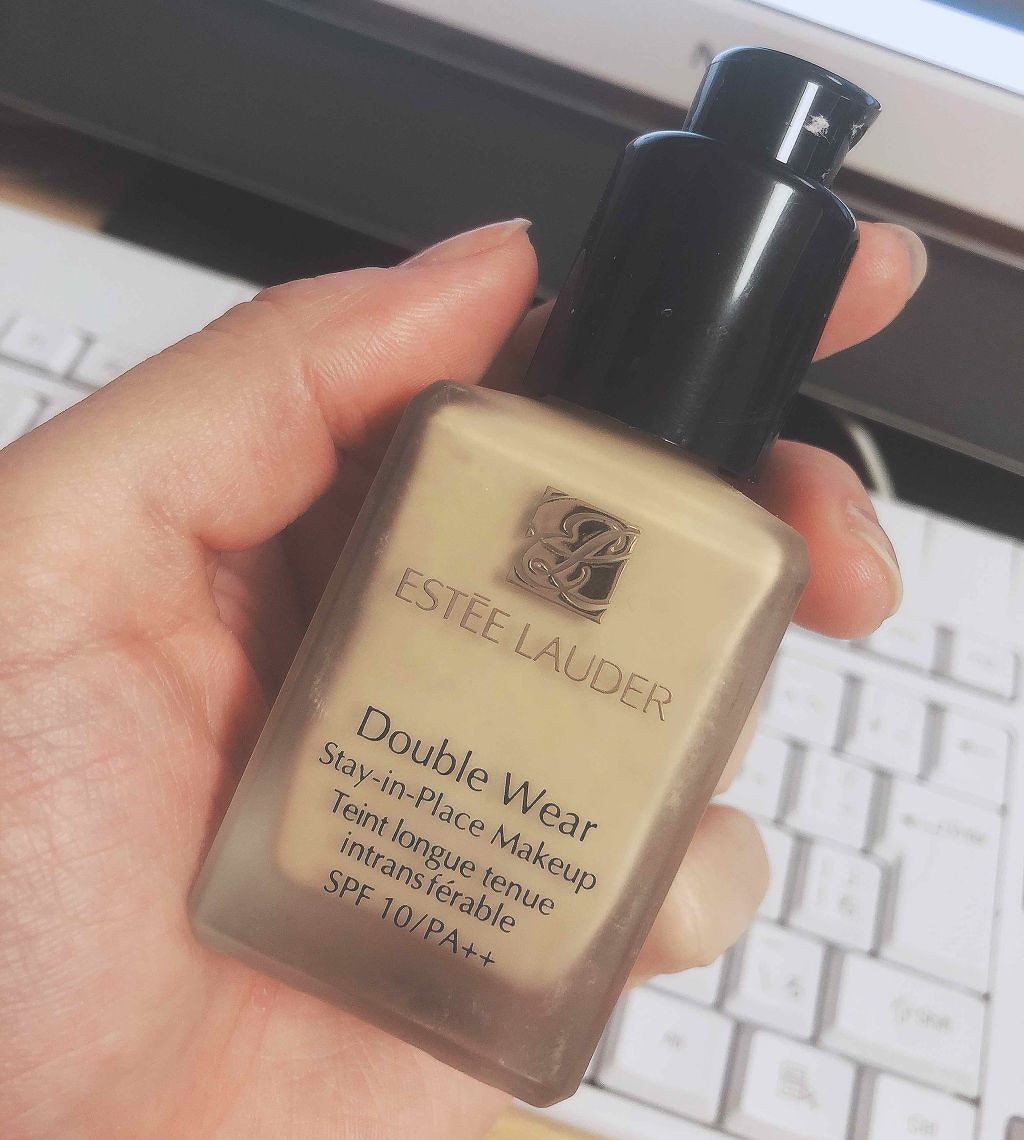 ESTĒE LAUDER
Double Wear
Stay-in-Place Makeup
Teint longue tenue
intransférable
SPF 10/PA++